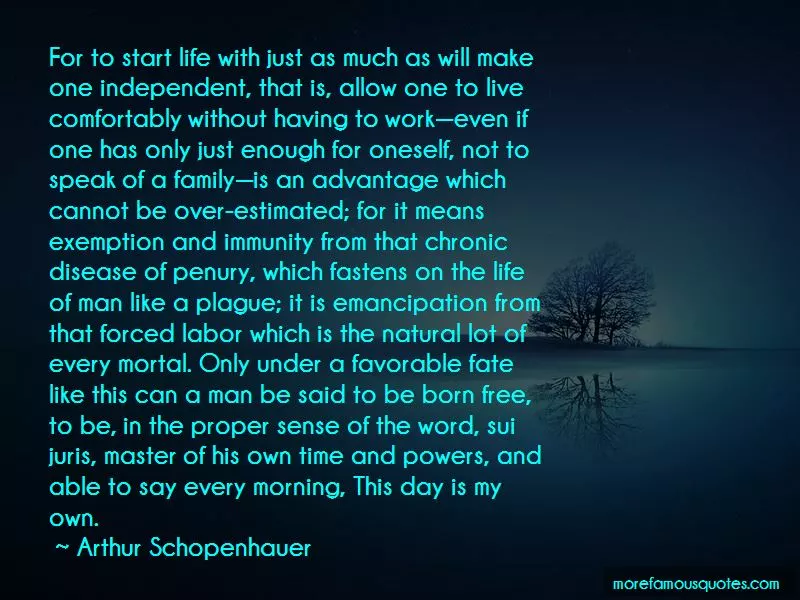 For to start life with just as much as will make
one independent, that is, allow one to live
comfortably without having to work—even if
one has only just enough for oneself, not to
speak of a family—is an advantage which
cannot be over-estimated; for it means
exemption and immunity from that chronic
disease of penury, which fastens on the life
of man like a plague; it is emancipation from
that forced labor which is the natural lot of
every mortal. Only under a favorable fate
like this can a man be said to be born free,
to be, in the proper sense of the word, sui
juris, master of his own time and powers, and
able to say every morning, This day is my
own.
~ Arthur Schopenhauer
morefamousquotes.com